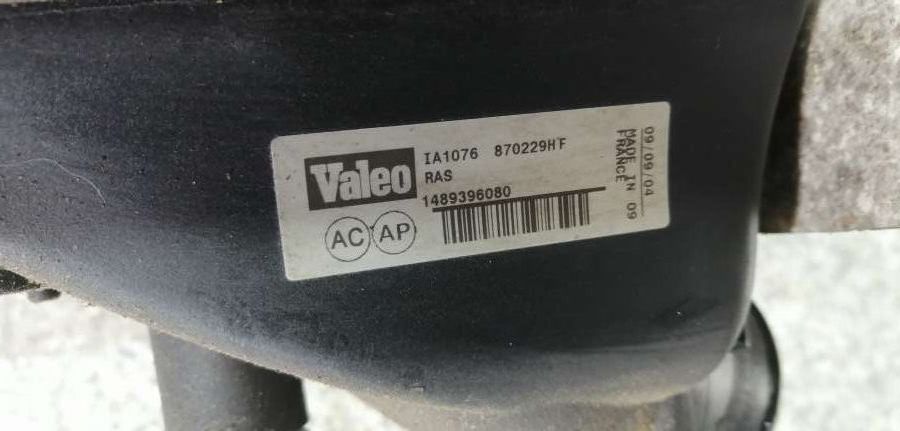 Valeo
IA1076 870229HF
RAS
1489396080
AC AP
09/09/04
MADE IN 09
FRANCE